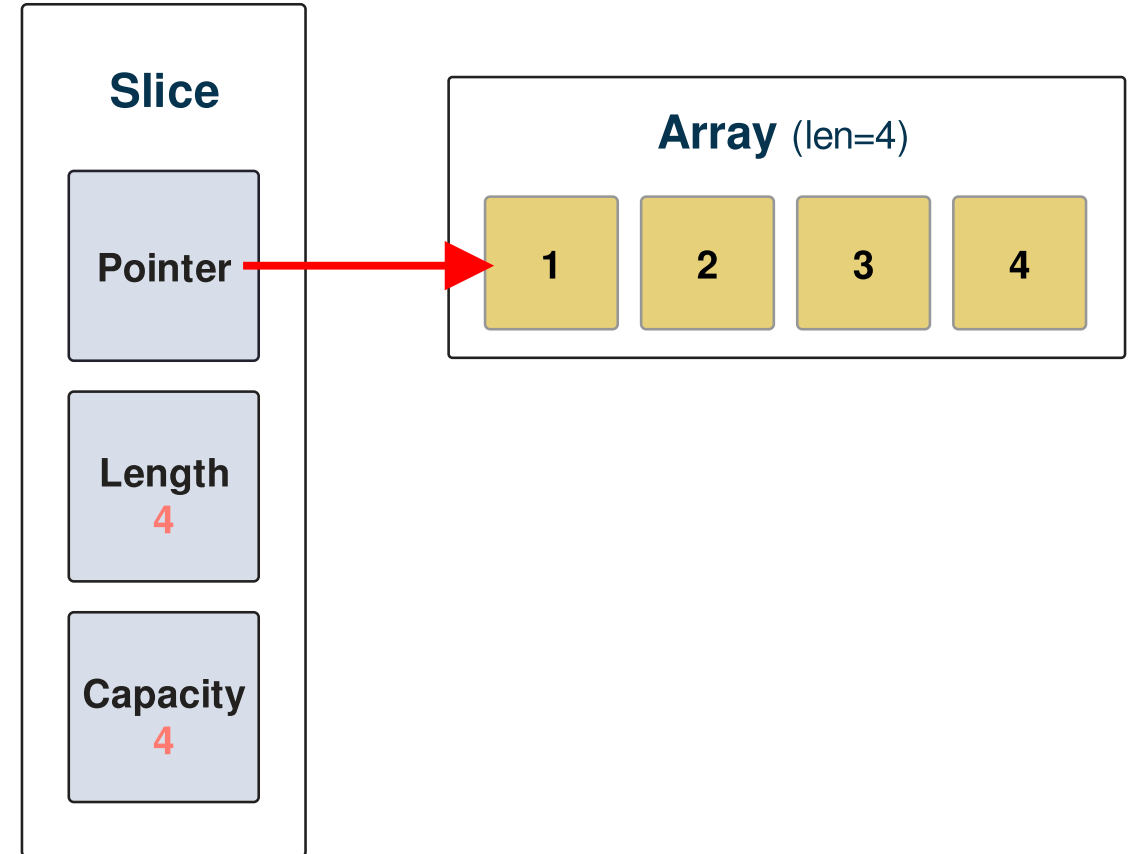 Slice
Pointer
Length
4
Capacity
4
Array (len=4)
1 2 3 4